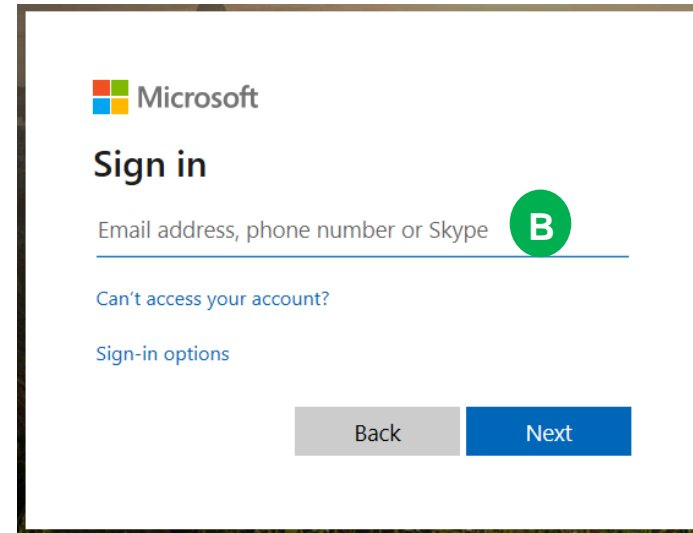 Microsoft
Sign in
Email address, phone number or Skype
B
Can't access your account?
Sign-in options
Back
Next